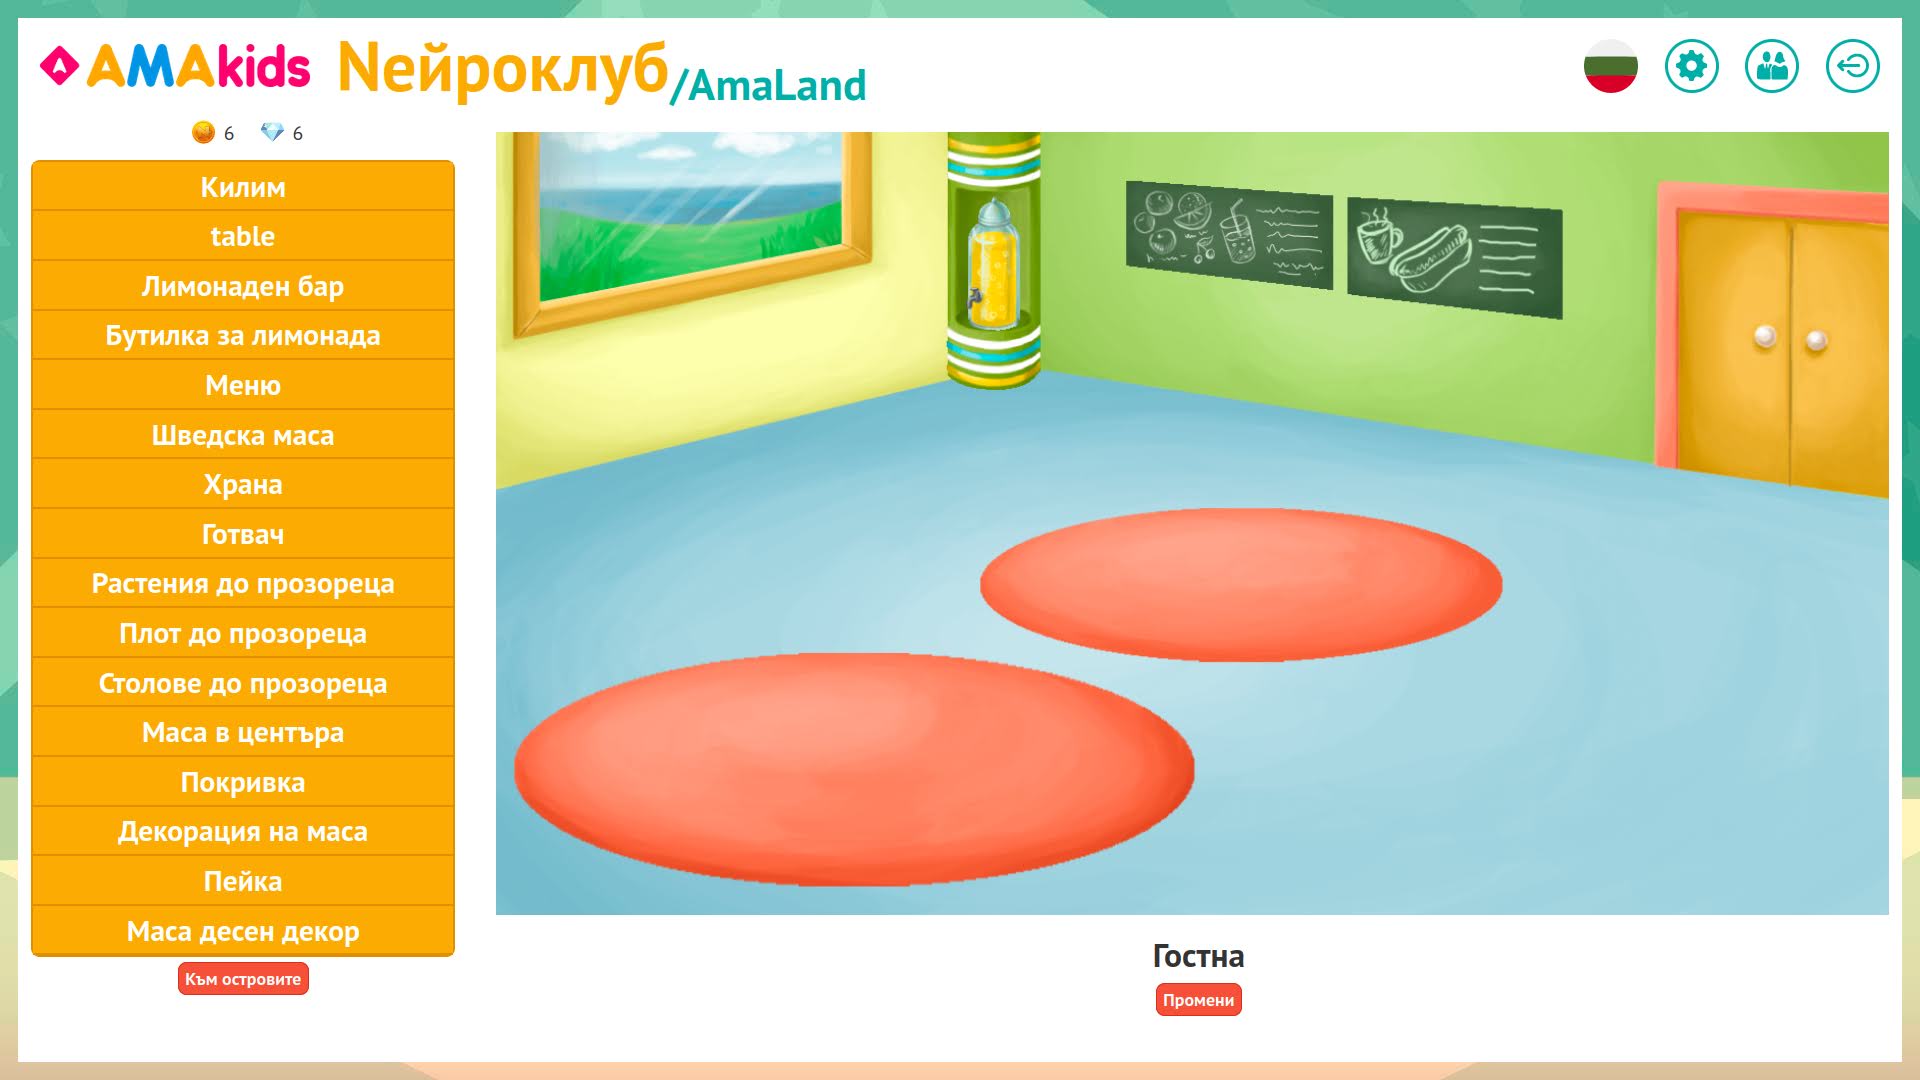 AMAkids Nейроклуб/AmaLand
6 6
Килим
table
Лимонаден бар
Бутилка за лимонада
Меню
Шведска маса
Храна
Готвач
Растения до прозореца
Плот до прозореца
Столове до прозореца
Маса в центъра
Покривка
Декорация на маса
Пейка
Маса десен декор
Към островите
Гостна
Промени